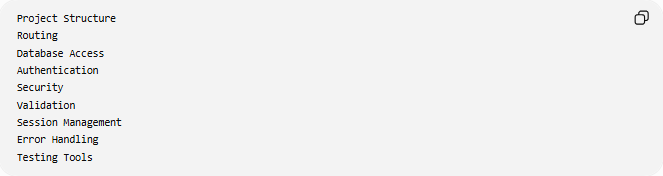 Project Structure
Routing
Database Access
Authentication
Security
Validation
Session Management
Error Handling
Testing Tools